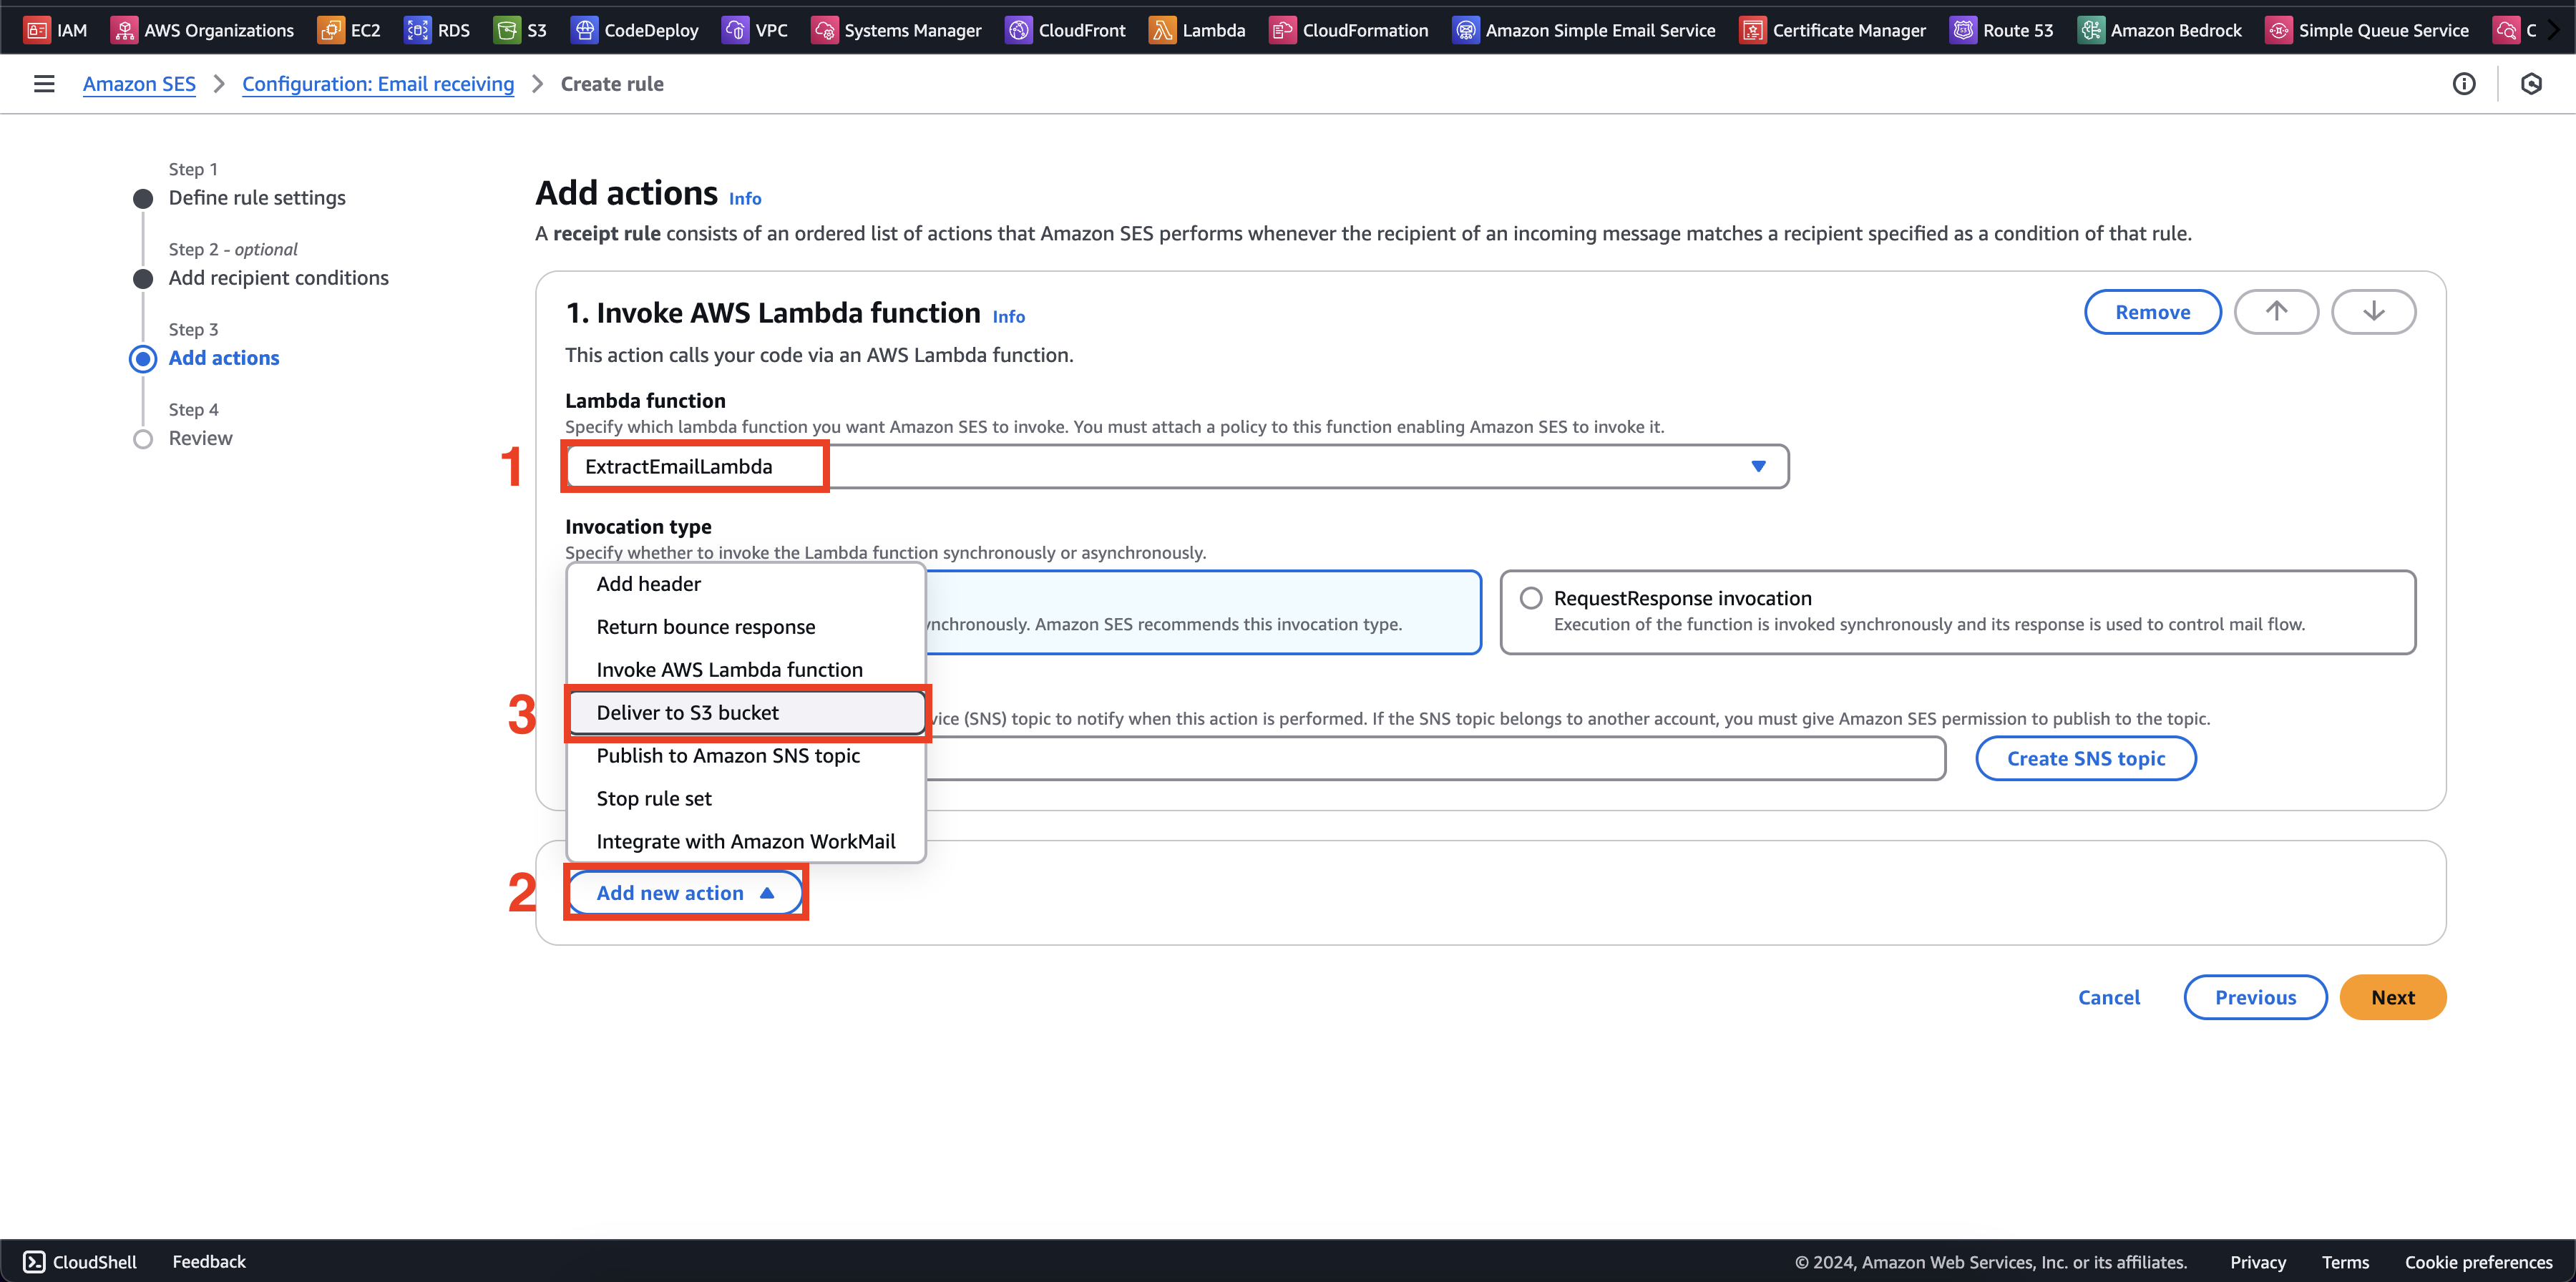 IAM AWS Organizations EC2 RDS S3 CodeDeploy VPC Systems Manager CloudFront Lambda CloudFormation Amazon Simple Email Service Certificate Manager Route 53 Amazon Bedrock Simple Queue Service C
Amazon SES > Configuration: Email receiving > Create rule
Step 1
Define rule settings
Step 2 - optional
Add recipient conditions
Step 3
Add actions
Step 4
Review
Add actions Info
A receipt rule consists of an ordered list of actions that Amazon SES performs whenever the recipient of an incoming message matches a recipient specified as a condition of that rule.
1. Invoke AWS Lambda function Info
Remove
This action calls your code via an AWS Lambda function.
Lambda function
Specify which lambda function you want Amazon SES to invoke. You must attach a policy to this function enabling Amazon SES to invoke it.
1 ExtractEmailLambda
Invocation type
Specify whether to invoke the Lambda function synchronously or asynchronously.
ynchronously. Amazon SES recommends this invocation type.
RequestResponse invocation
Execution of the function is invoked synchronously and its response is used to control mail flow.
Add header
Return bounce response
Invoke AWS Lambda function
3 Deliver to S3 bucket
Publish to Amazon SNS topic
Stop rule set
Integrate with Amazon WorkMail
vice (SNS) topic to notify when this action is performed. If the SNS topic belongs to another account, you must give Amazon SES permission to publish to the topic.
Create SNS topic
2 Add new action
Cancel Previous Next
CloudShell Feedback © 2024, Amazon Web Services, Inc. or its affiliates. Privacy Terms Cookie preferences